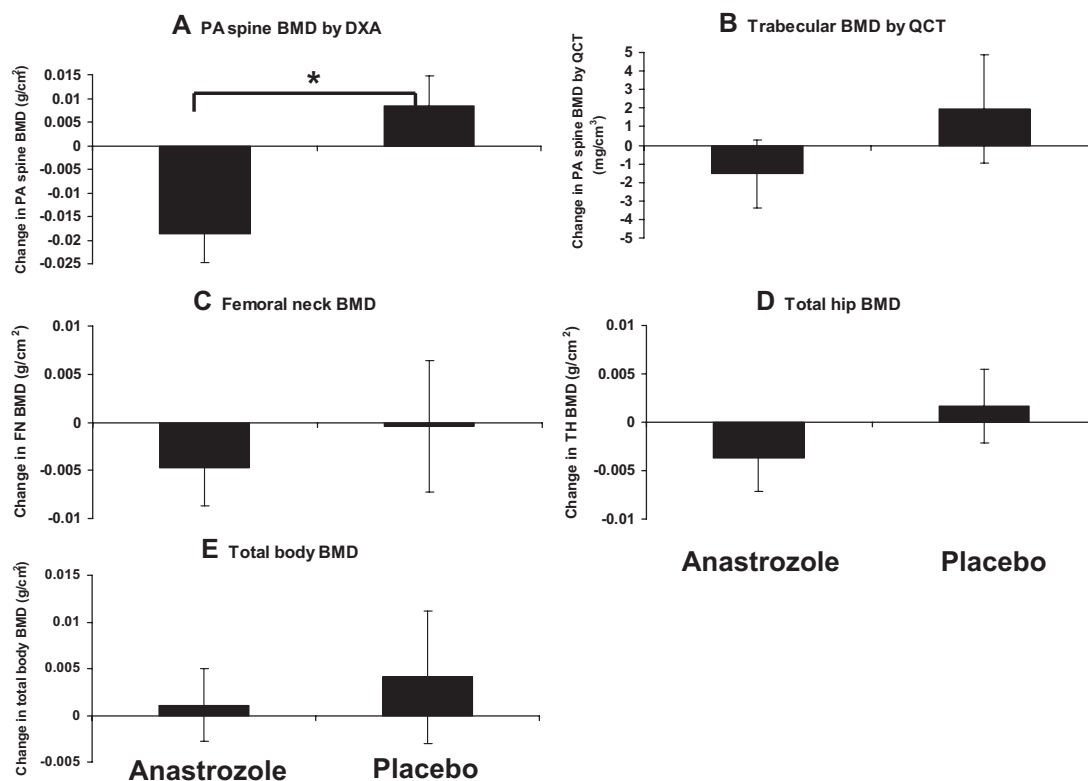 A PA spine BMD by DXA
Change in PA spine BMD (g/cm²)
0.015
0.01
0.005
0
-0.005
-0.01
-0.015
-0.02
-0.025
*
B Trabecular BMD by QCT
Change in PA spine BMD by QCT
(mg/cm³)
5
4
3
2
1
0
-1
-2
-3
-4
-5
C Femoral neck BMD
Change in FN BMD (g/cm²)
0.01
0.005
0
-0.005
-0.01
D Total hip BMD
Change in TH BMD (g/cm²)
0.01
0.005
0
-0.005
-0.01
Anastrozole Placebo
E Total body BMD
Change in total body BMD (g/cm²)
0.015
0.01
0.005
0
-0.005
Anastrozole Placebo